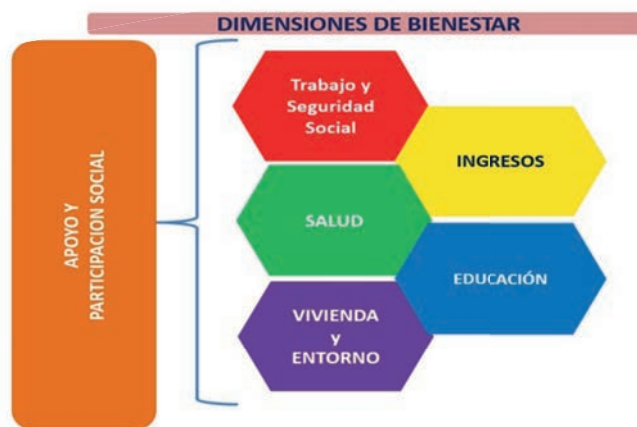 DIMENSIONES DE BIENESTAR
APOYO Y
PARTICIPACION SOCIAL
Trabajo y
Seguridad
Social
INGRESOS
SALUD
EDUCACIÓN
VIVIENDA
y
ENTORNO